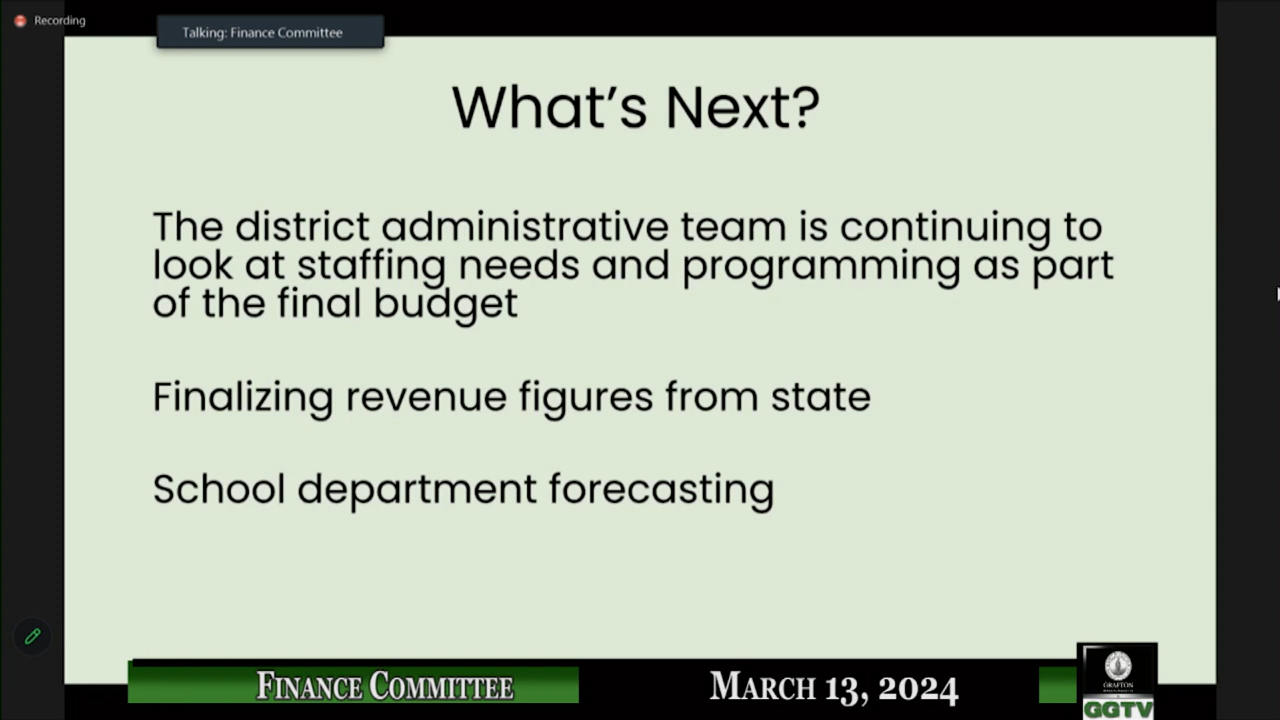 Recording
Talking: Finance Committee
What's Next?
The district administrative team is continuing to
look at staffing needs and programming as part
of the final budget
Finalizing revenue figures from state
School department forecasting
FINANCE COMMITTEE
MARCH 13, 2024
GRAFTON
GGTV